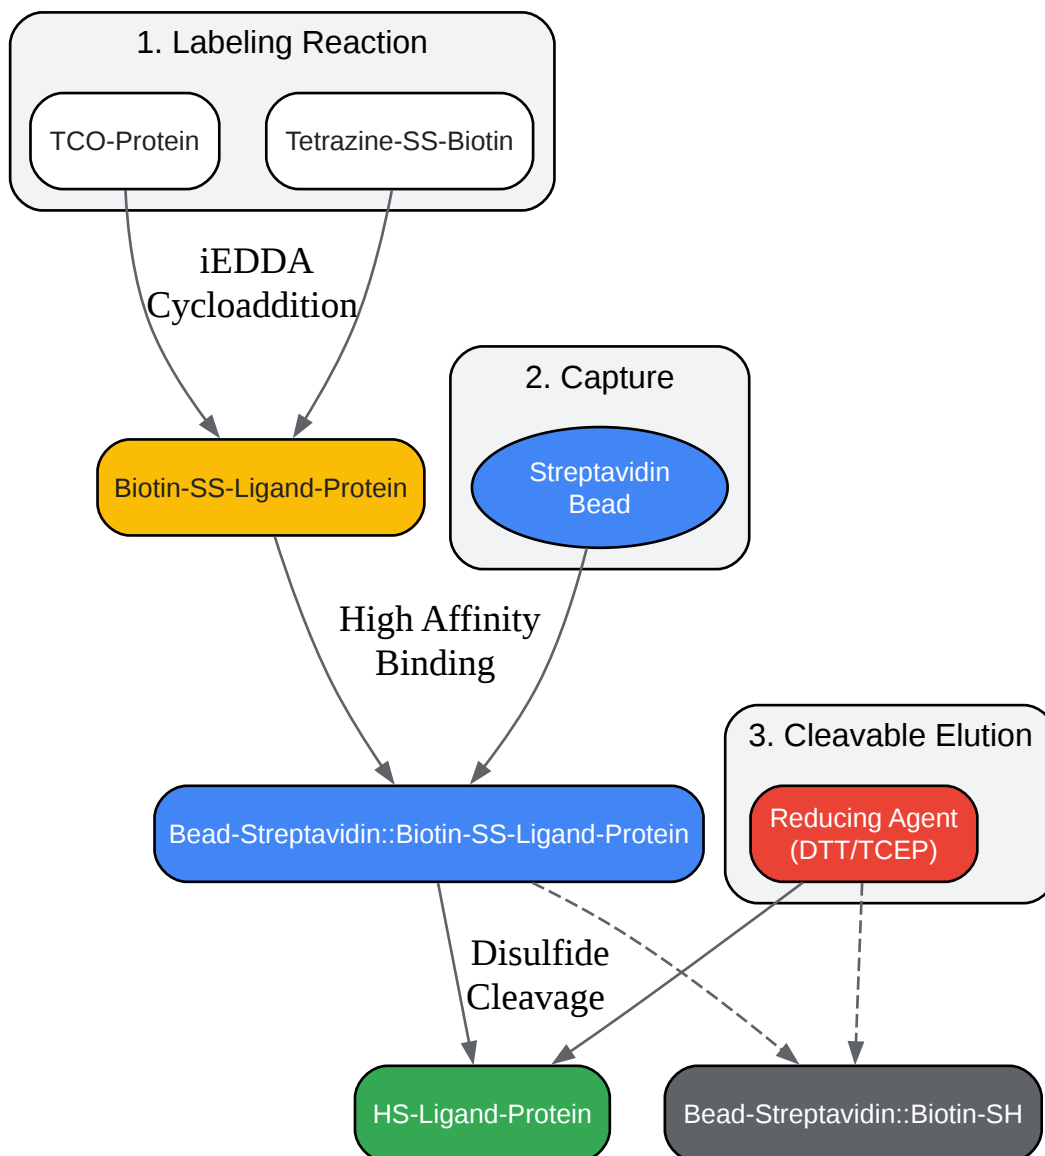 1. Labeling Reaction
TCO-Protein
Tetrazine-SS-Biotin
iEDDA
Cycloaddition
2. Capture
Streptavidin
Bead
Biotin-SS-Ligand-Protein
High Affinity
Binding
3. Cleavable Elution
Reducing Agent
(DTT/TCEP)
Bead-Streptavidin::Biotin-SS-Ligand-Protein
Disulfide
Cleavage
HS-Ligand-Protein
Bead-Streptavidin::Biotin-SH